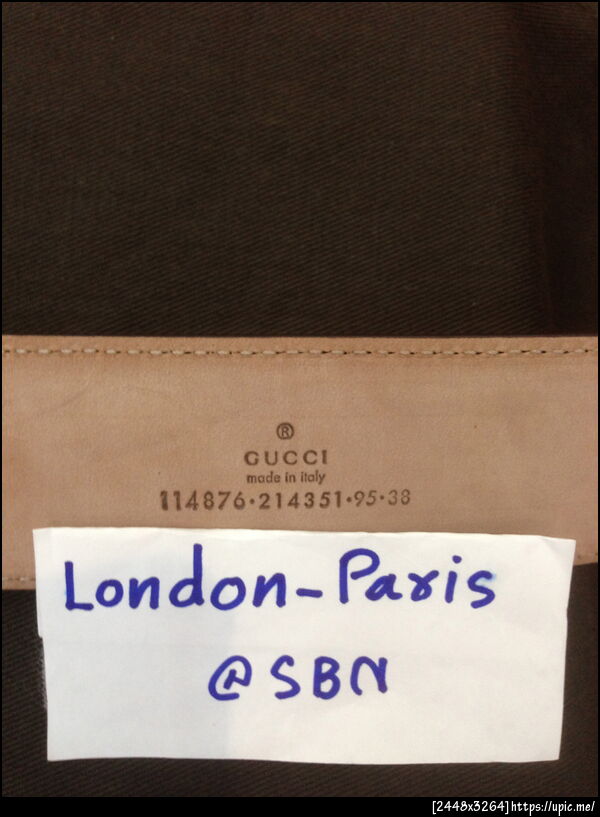 ®
GUCCI
made in italy
114876·214351·95·38
London-Paris
@SBN
[2448x3264]https://upic.me/